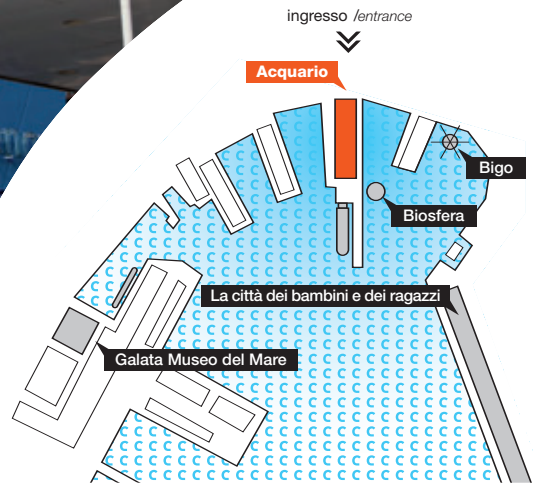 ingresso /entrance
Acquario
Bigo
Biosfera
La città dei bambini e dei ragazzi
Galata Museo del Mare